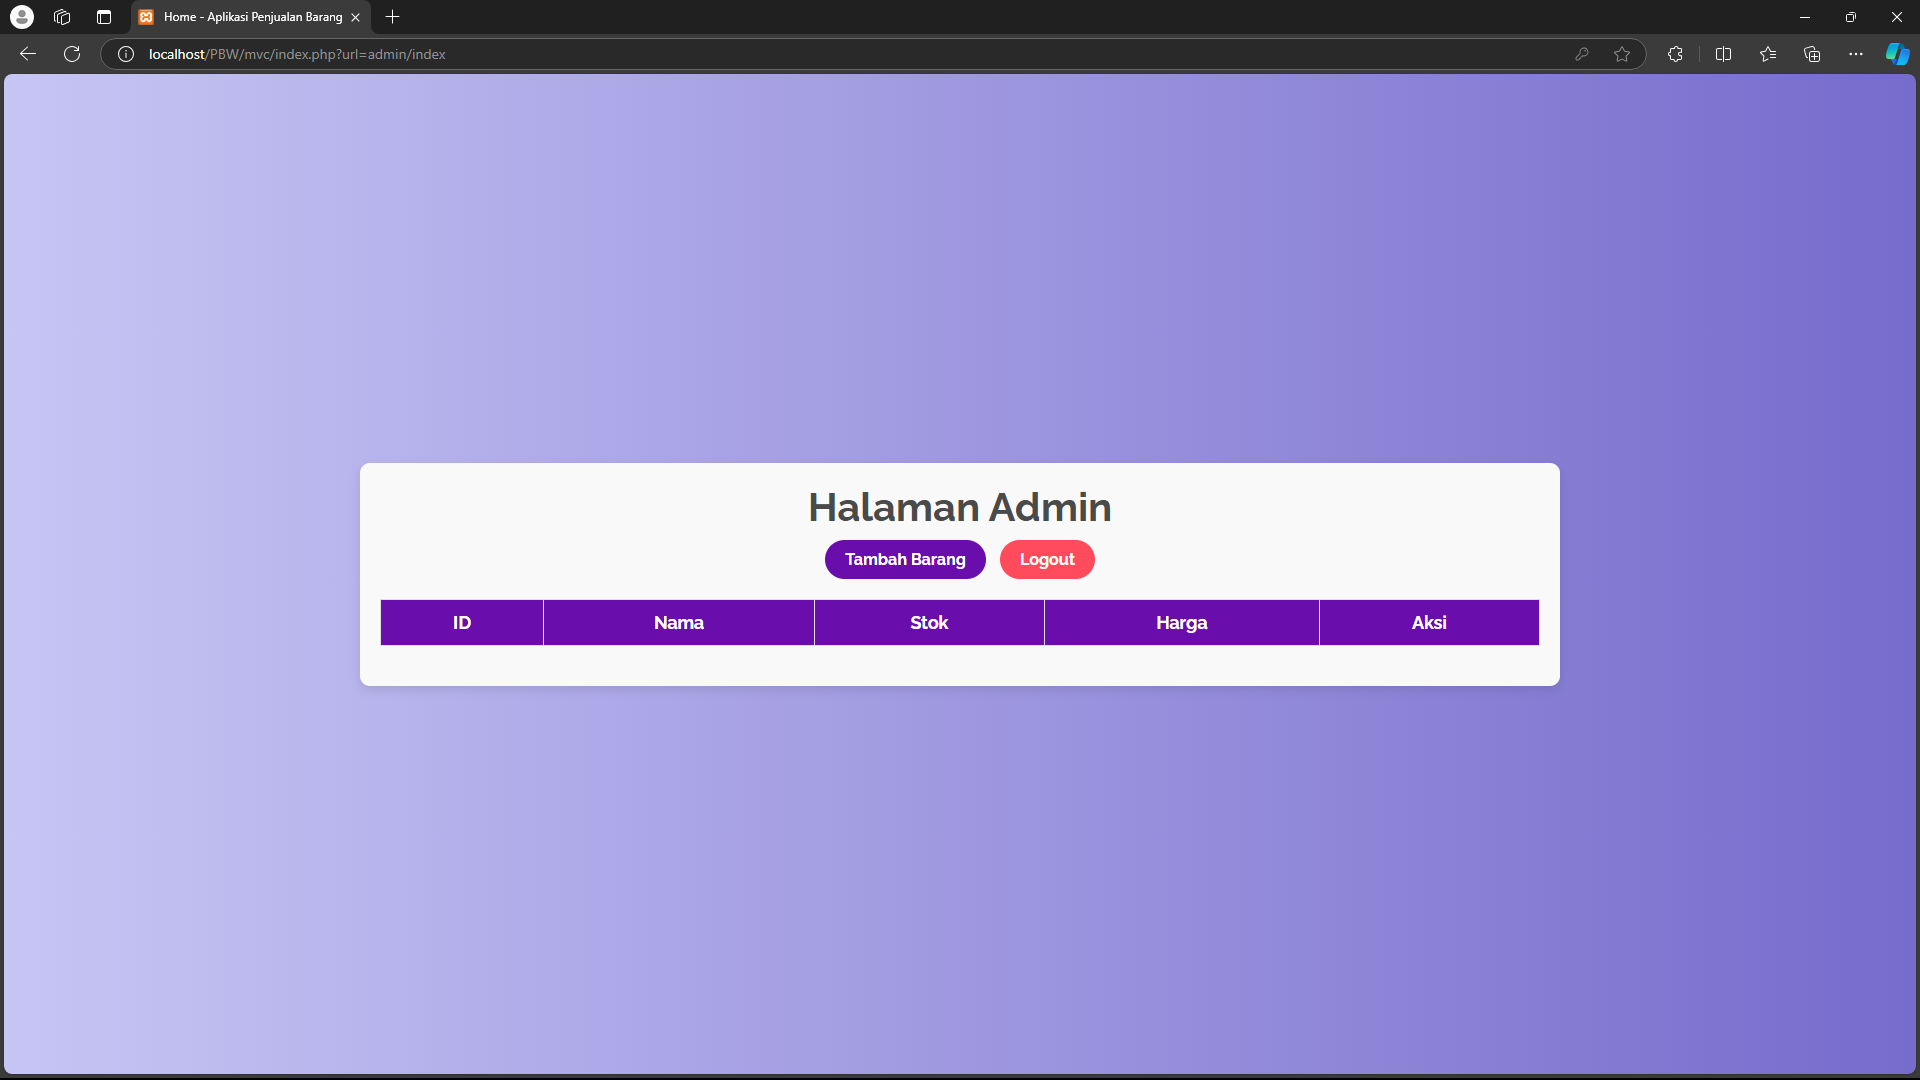 Home - Aplikasi Penjualan Barang
localhost/PBW/mvc/index.php?url=admin/index
Halaman Admin
Tambah Barang Logout
ID Nama Stok Harga Aksi